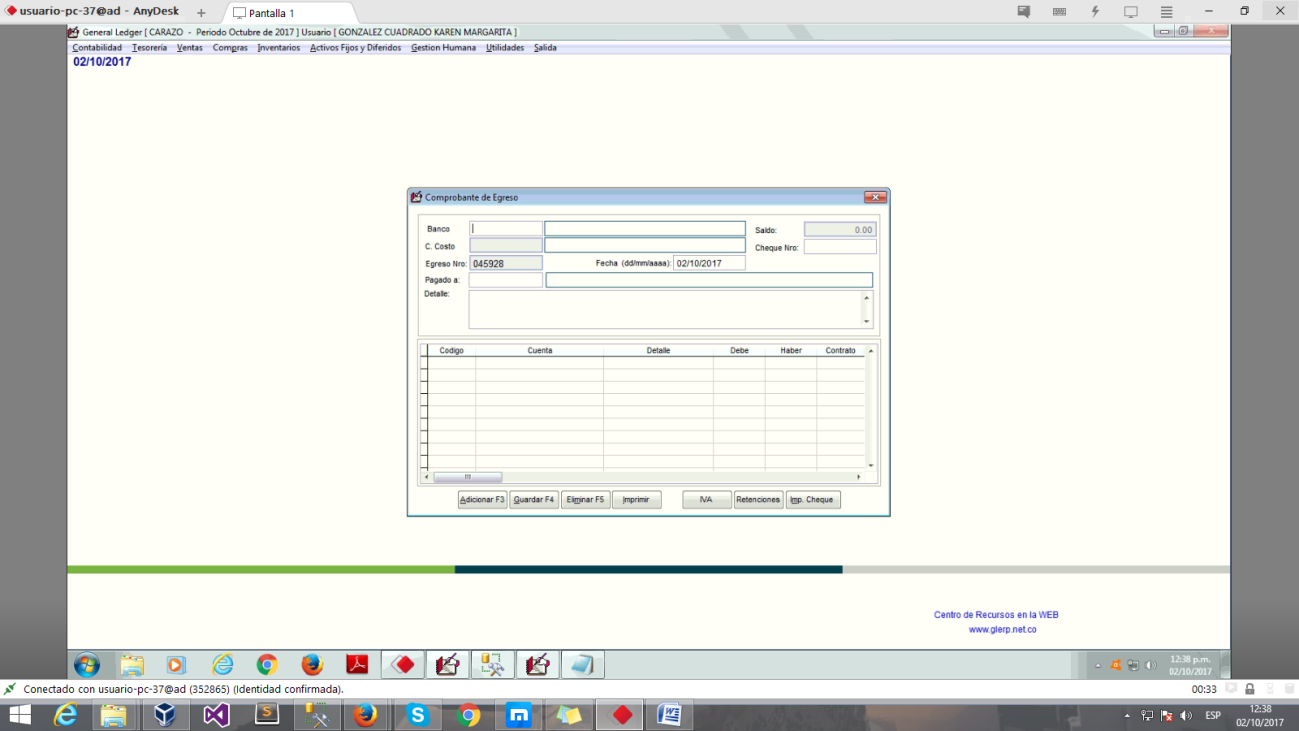 usuario-pc-37@ad - AnyDesk + Pantalla 1
General Ledger [ CARAZO - Periodo Octubre de 2017 ] Usuario [ GONZALEZ CUADRADO KAREN MARGARITA ]
Contabilidad Tesorería Ventas Compras Inventarios Activos Fijos y Diferidos Gestion Humana Utilidades Salida
02/10/2017
Comprobante de Egreso
Banco Saldo: 0.00
C. Costo Cheque Nro:
Egreso Nro: 045928 Fecha (dd/mm/aaaa): 02/10/2017
Pagado a:
Detalle:
Codigo Cuenta Detalle Debe Haber Contrato
Adicionar F3 Guardar F4 Eliminar F5 Imprimir IVA Retenciones Imp. Cheque
Centro de Recursos en la WEB
www.glerp.net.co
12:38 p.m.
02/10/2017
Conectado con usuario-pc-37@ad (352865) (Identidad confirmada). 00:33
ESP 12:38
02/10/2017